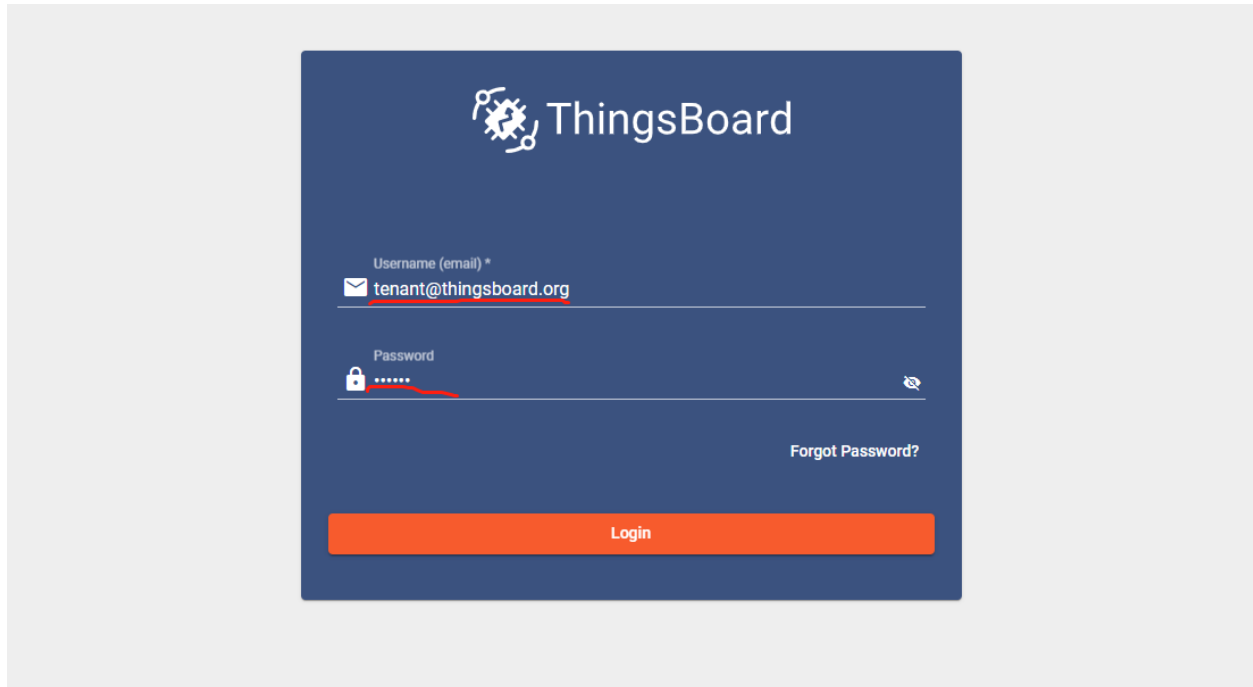 ThingsBoard
Username (email) *
tenant@thingsboard.org
Password
••••••
Forgot Password?
Login